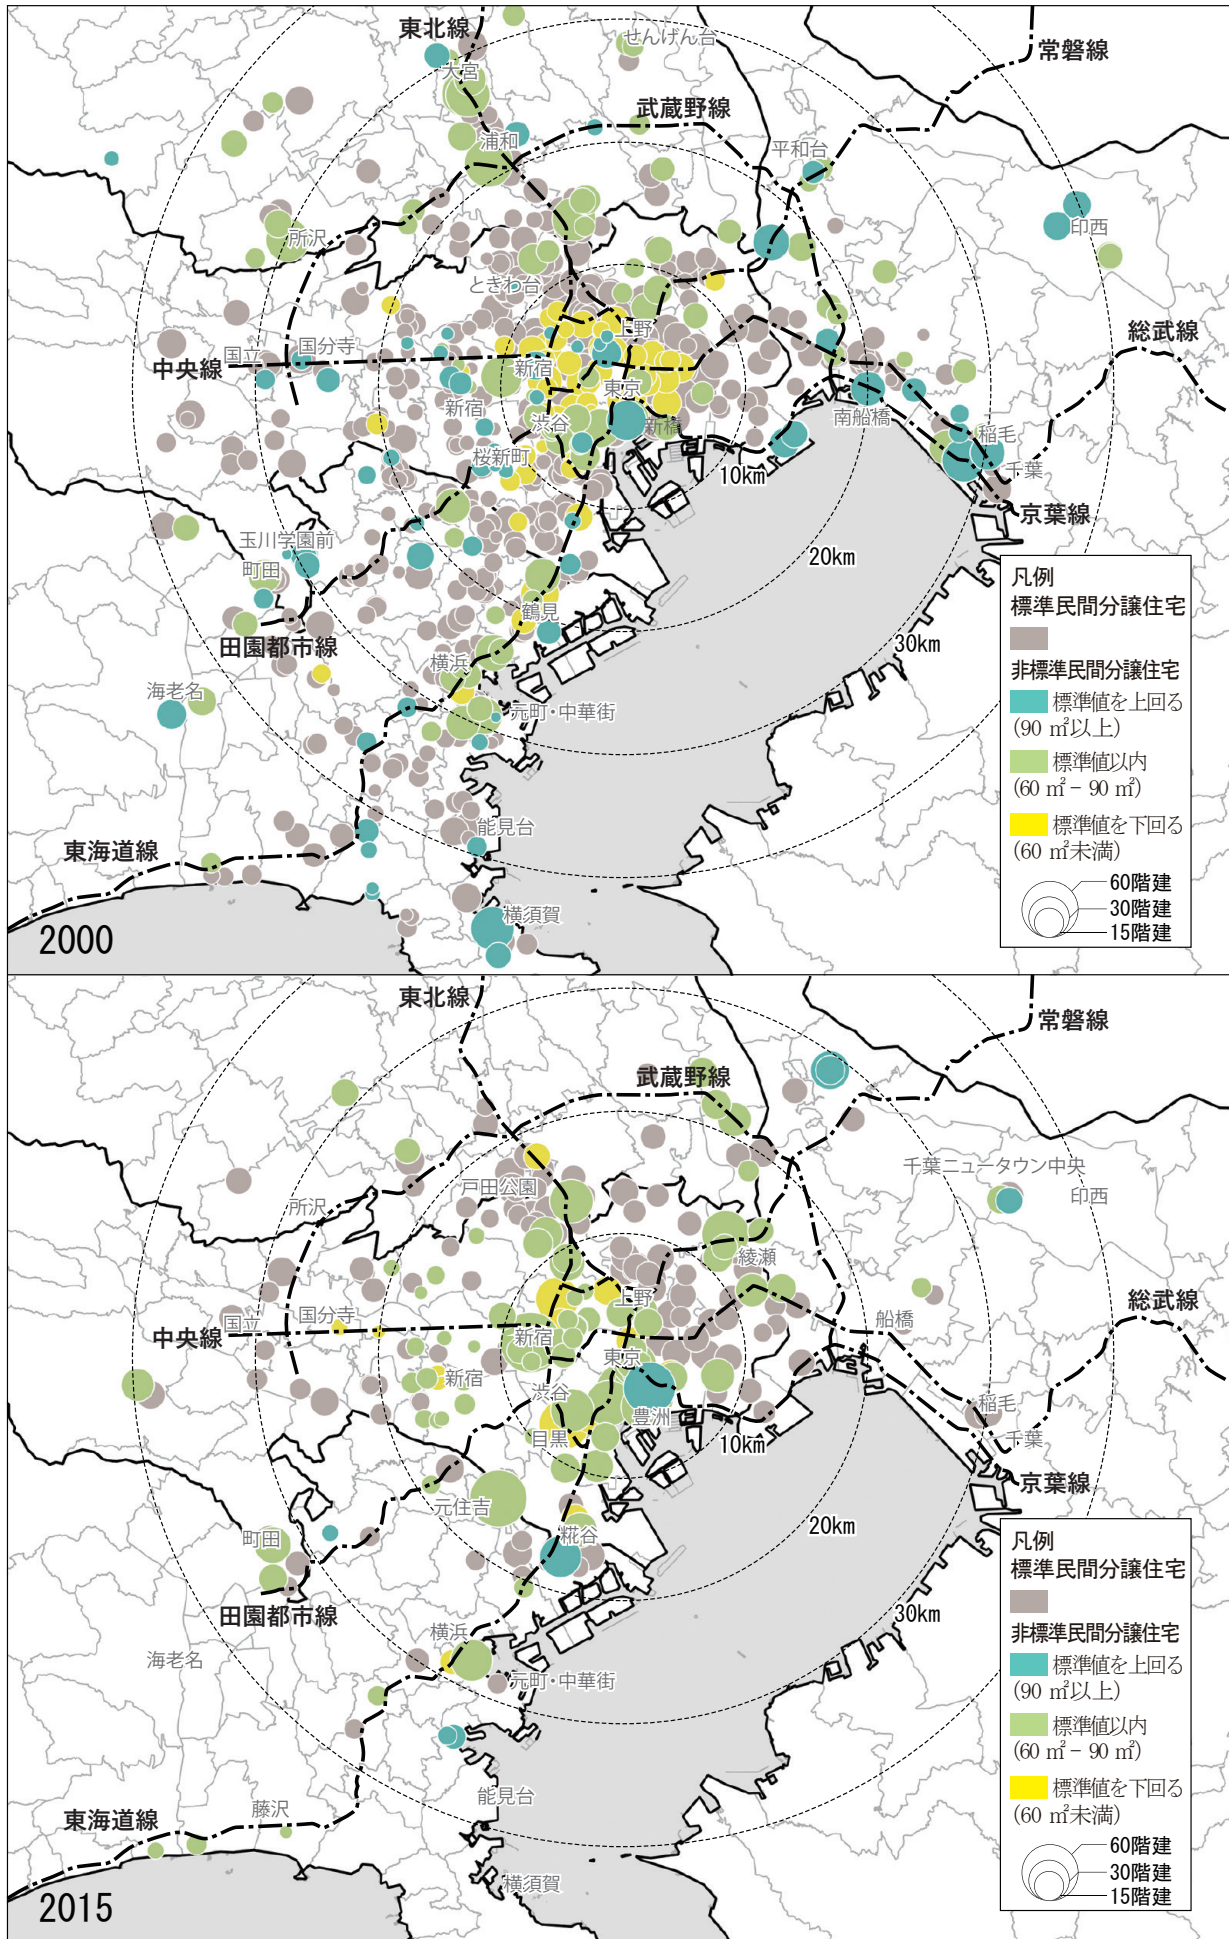 東北線
せんげん台
常磐線
大宮
武蔵野線
浦和
平和台
印西
所沢
ときわ台
上野
総武線
国立
国分寺
中央線
新宿
東京
新宿
渋谷
新橋
南船橋
桜新町
稲毛
千葉
10km
京葉線
玉川学園前
町田
20km
鶴見
30km
田園都市線
横浜
海老名
元町・中華街
能見台
東海道線
横須賀
2000
凡例
標準民間分譲住宅
非標準民間分譲住宅
標準値を上回る
(90 ㎡以上)
標準値以内
(60 ㎡ − 90 ㎡)
標準値を下回る
(60 ㎡未満)
60階建
30階建
15階建
東北線
常磐線
武蔵野線
千葉ニュータウン中央
戸田公園
印西
所沢
綾瀬
上野
総武線
国立
国分寺
船橋
中央線
新宿
東京
新宿
渋谷
豊洲
稲毛
目黒
10km
千葉
京葉線
元住吉
20km
町田
糀谷
30km
田園都市線
横浜
海老名
元町・中華街
能見台
藤沢
東海道線
横須賀
2015
凡例
標準民間分譲住宅
非標準民間分譲住宅
標準値を上回る
(90 ㎡以上)
標準値以内
(60 ㎡ − 90 ㎡)
標準値を下回る
(60 ㎡未満)
60階建
30階建
15階建